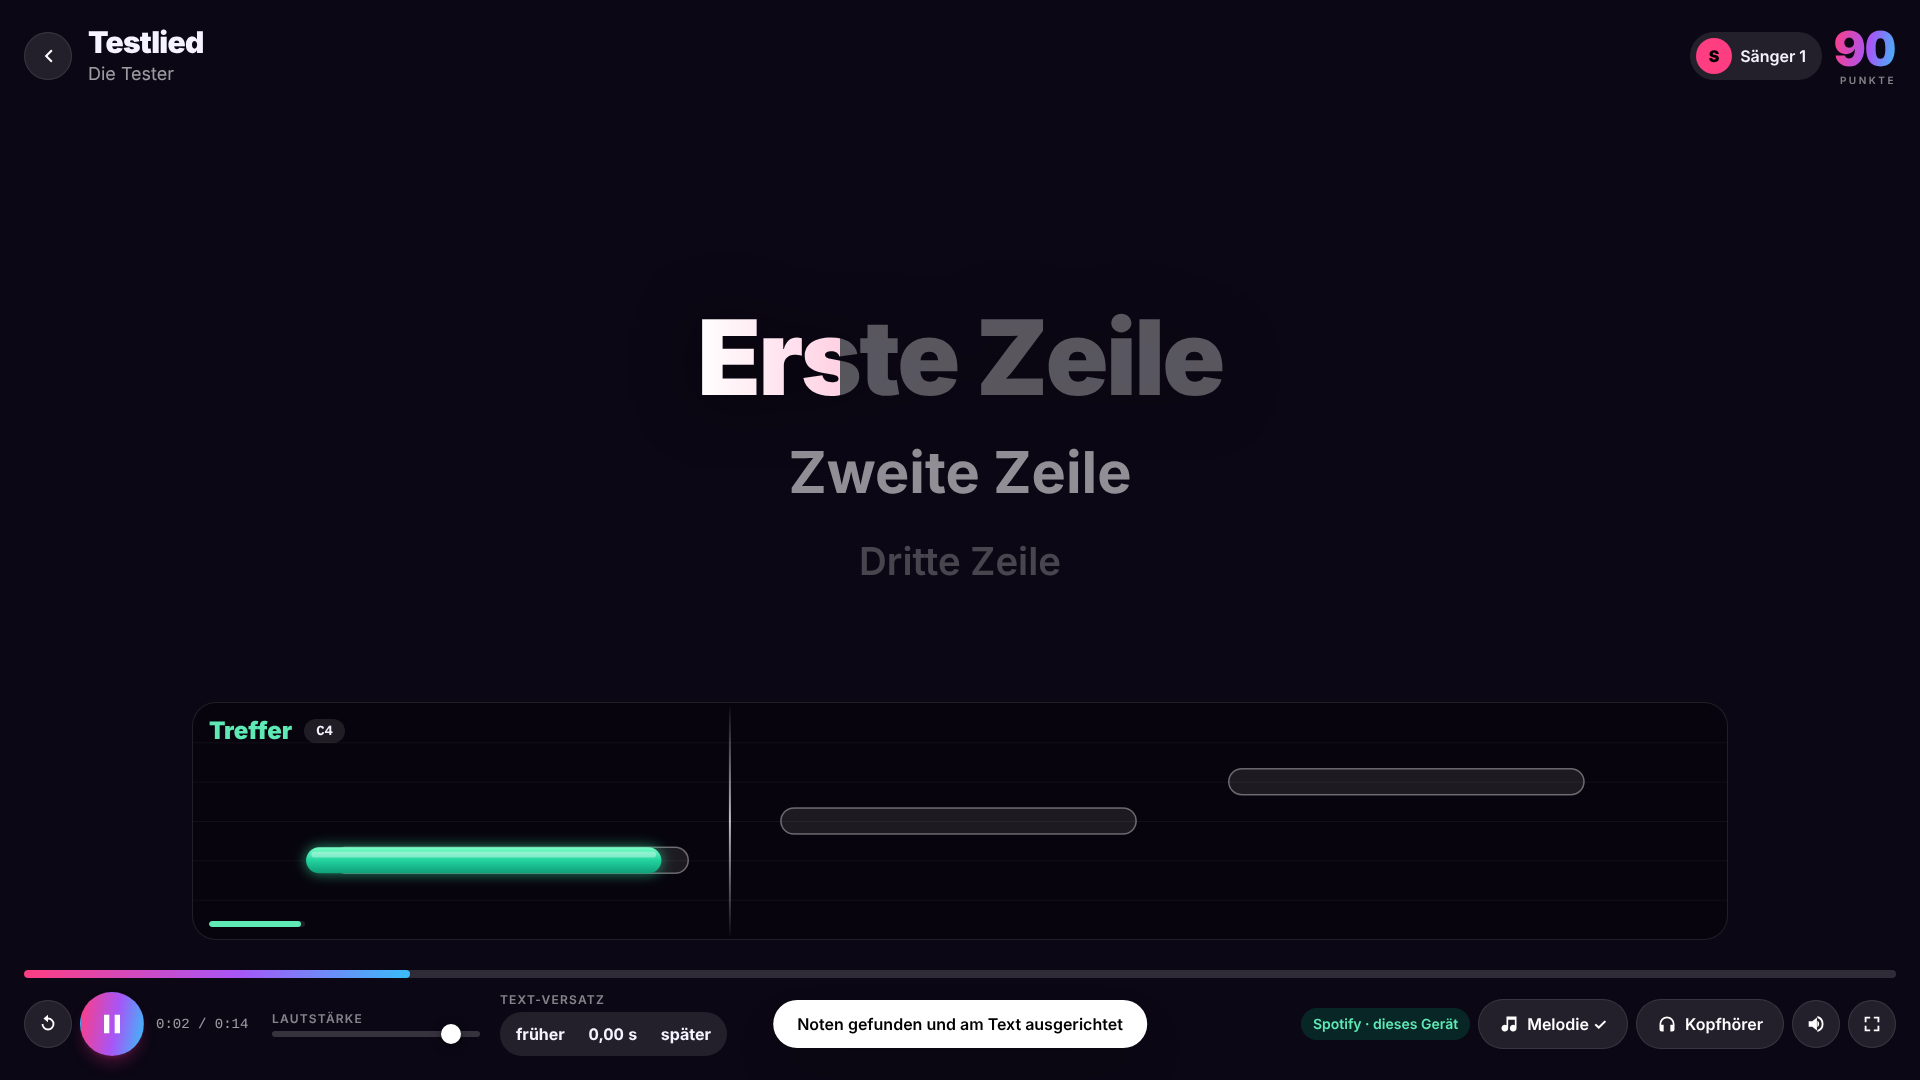 Testlied
Die Tester
S
Sänger 1
90
PUNKTE
Erste Zeile
Zweite Zeile
Dritte Zeile
Treffer
C4
0:02 / 0:14
LAUTSTÄRKE
TEXT-VERSATZ
früher 0,00 s später
Noten gefunden und am Text ausgerichtet
Spotify · dieses Gerät
Melodie ✓
Kopfhörer